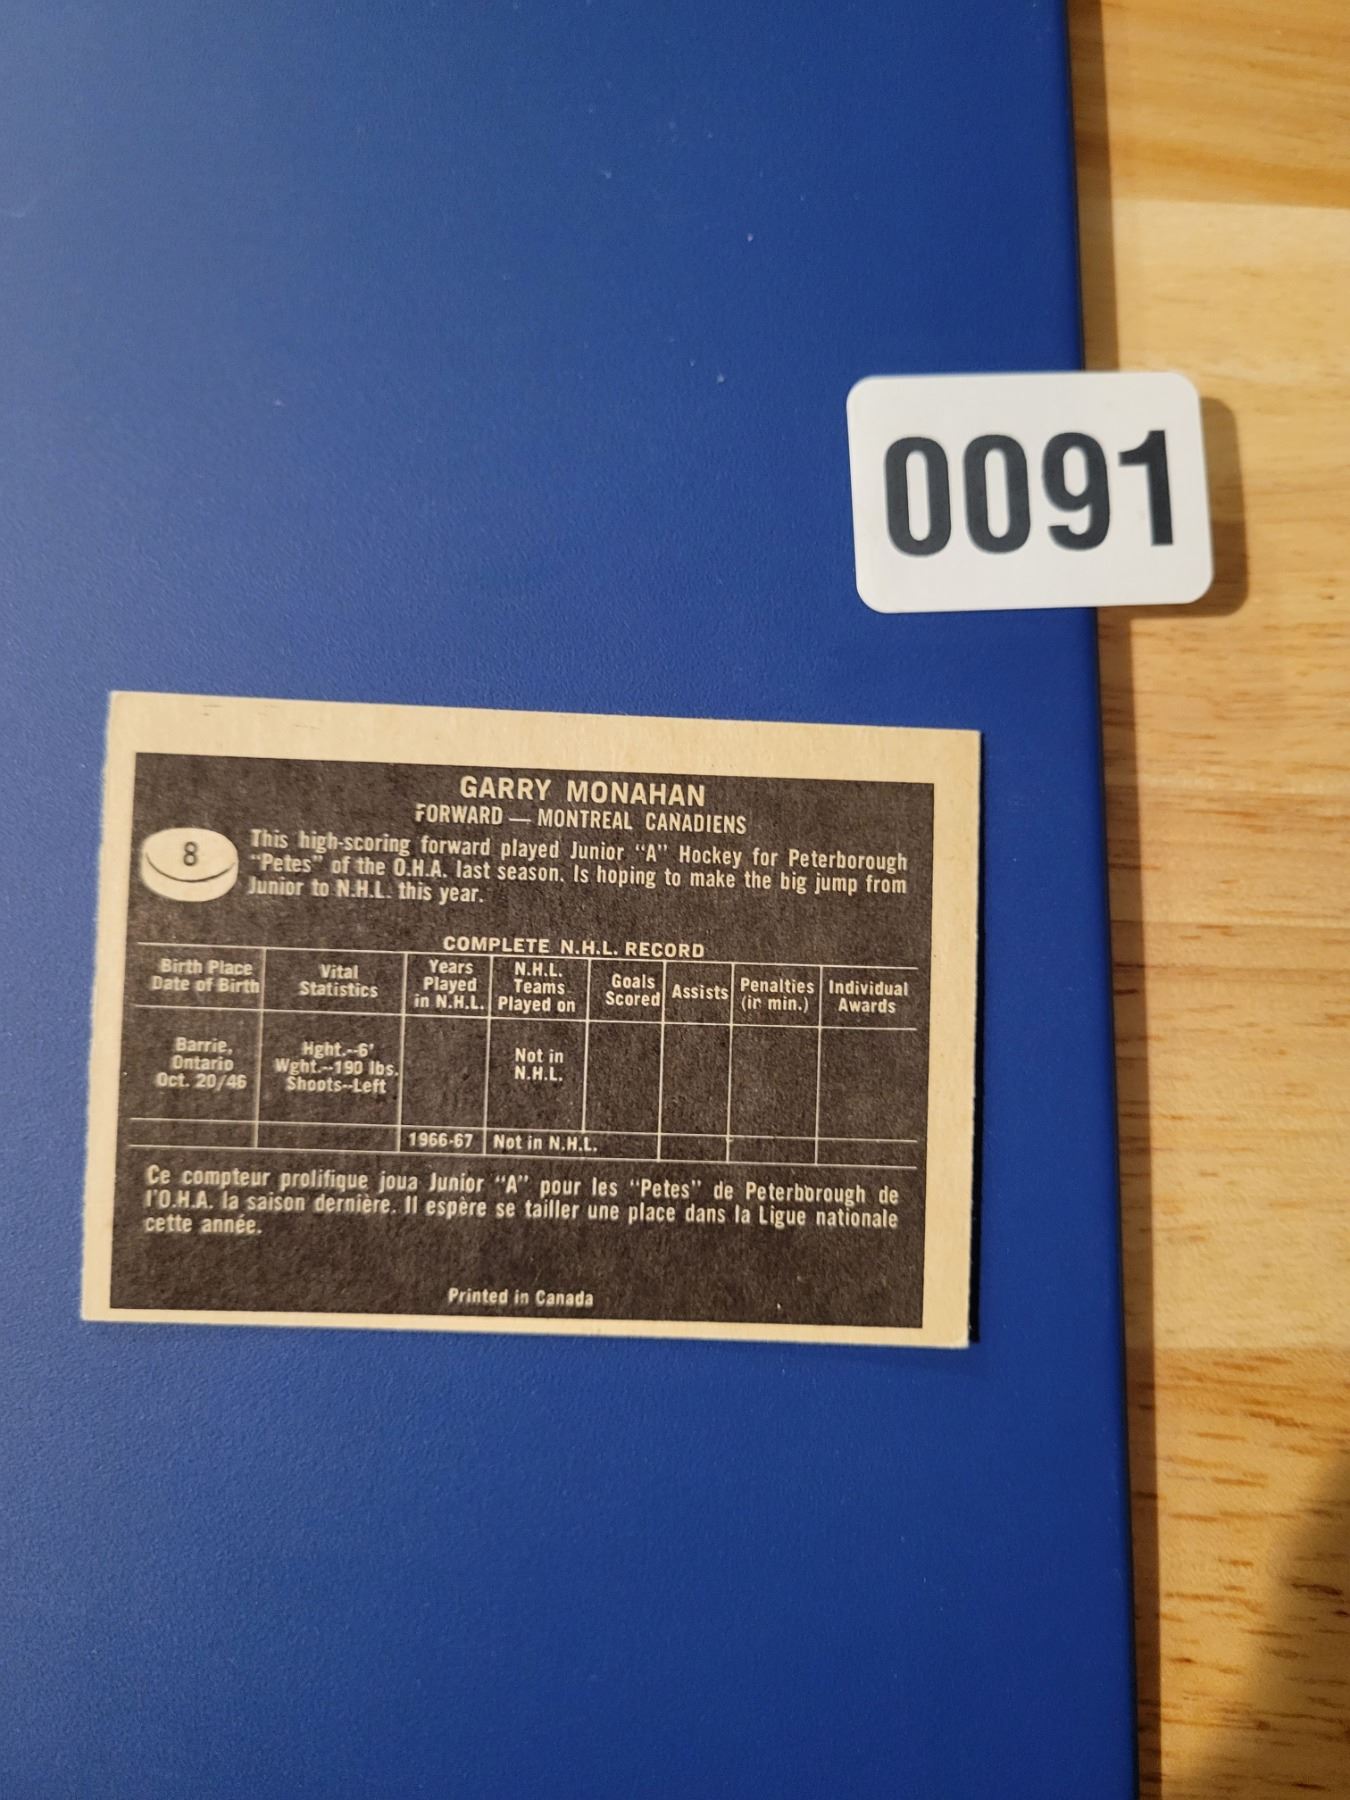 0091
GARRY MONAHAN
FORWARD — MONTREAL CANADIENS
8
This high-scoring forward played Junior "A" Hockey for Peterborough
"Petes" of the O.H.A. last season. Is hoping to make the big jump from
Junior to N.H.L. this year.
COMPLETE N.H.L. RECORD
Birth Place
Date of Birth
Vital
Statistics
Years
Played
in N.H.L.
N.H.L.
Teams
Played on
Goals
Scored
Assists
Penalties
(in min.)
Individual
Awards
Barrie,
Ontario
Oct. 20/46
Hght.--6'
Wght.--190 lbs.
Shoots--Left
Not in
N.H.L.
1966-67 Not in N.H.L.
Ce compteur prolifique joua Junior "A" pour les "Petes" de Peterborough de
l'O.H.A. la saison dernière. Il espère se tailler une place dans la Ligue nationale
cette année.
Printed in Canada